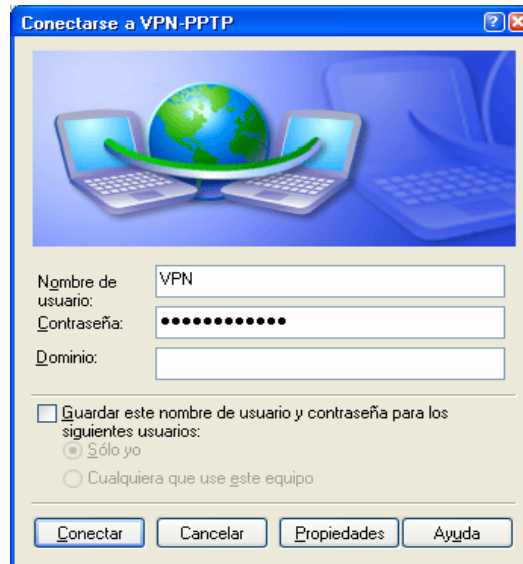 Conectarse a VPN-PPTP
Nombre de
usuario:
VPN
Contraseña:
●●●●●●●●●●●●
Dominio:
Guardar este nombre de usuario y contraseña para los
siguientes usuarios:
Sólo yo
Cualquiera que use este equipo
Conectar Cancelar Propiedades Ayuda